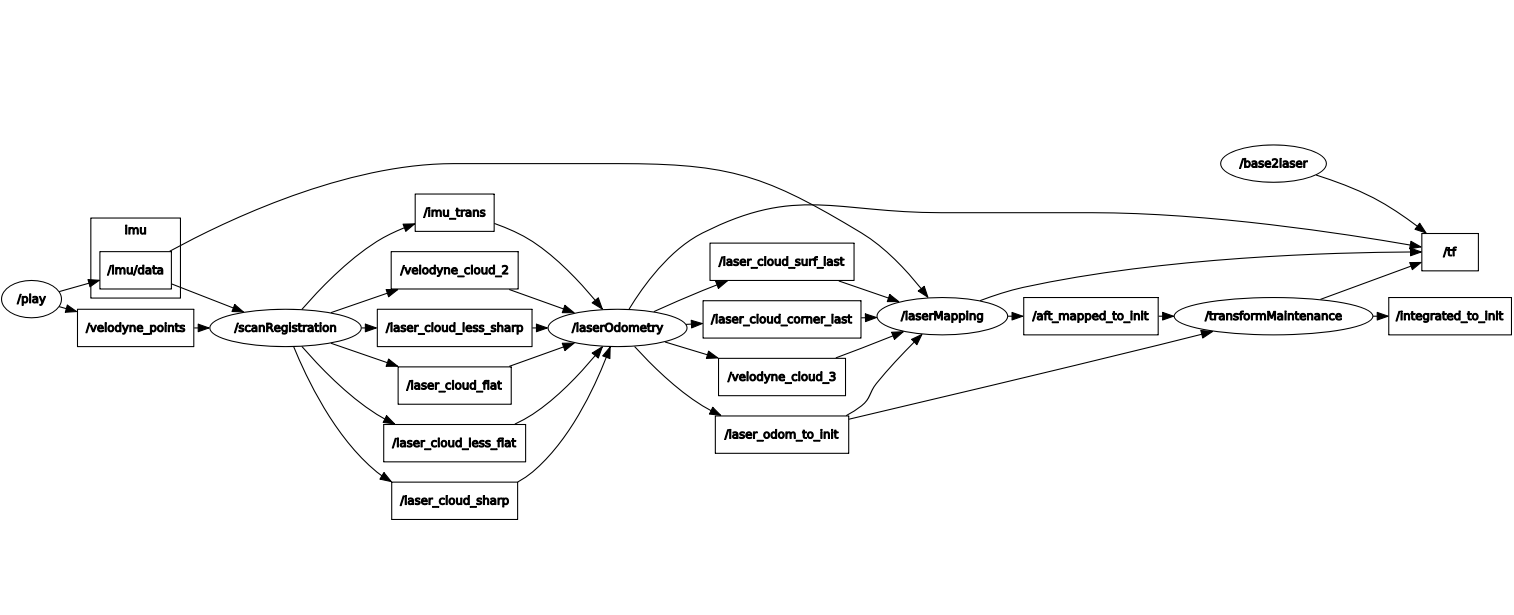 /play
imu
/imu/data
/velodyne_points
/scanRegistration
/imu_trans
/velodyne_cloud_2
/laser_cloud_less_sharp
/laser_cloud_flat
/laser_cloud_less_flat
/laser_cloud_sharp
/laserOdometry
/laser_cloud_surf_last
/laser_cloud_corner_last
/velodyne_cloud_3
/laser_odom_to_init
/laserMapping
/aft_mapped_to_init
/base2laser
/transformMaintenance
/tf
/integrated_to_init